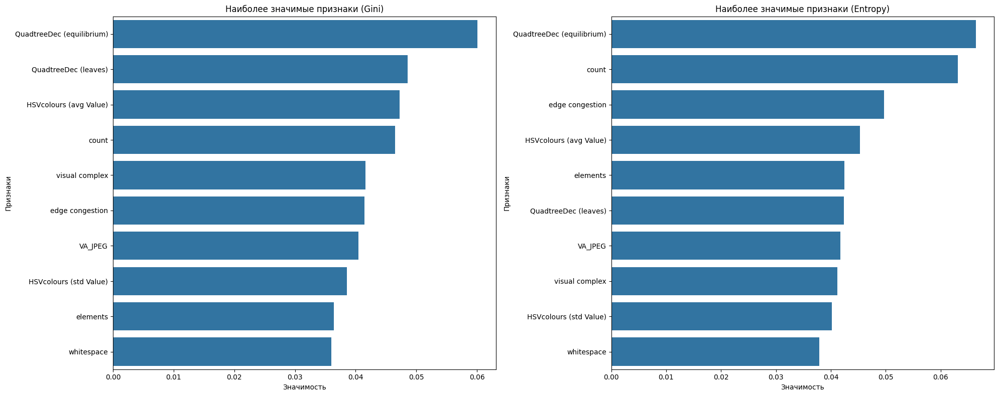 Наиболее значимые признаки (Gini)
Признаки
QuadtreeDec (equilibrium)
QuadtreeDec (leaves)
HSVcolours (avg Value)
count
visual complex
edge congestion
VA_JPEG
HSVcolours (std Value)
elements
whitespace
0.00 0.01 0.02 0.03 0.04 0.05 0.06
Значимость
Наиболее значимые признаки (Entropy)
Признаки
QuadtreeDec (equilibrium)
count
edge congestion
HSVcolours (avg Value)
elements
QuadtreeDec (leaves)
VA_JPEG
visual complex
HSVcolours (std Value)
whitespace
0.00 0.01 0.02 0.03 0.04 0.05 0.06
Значимость